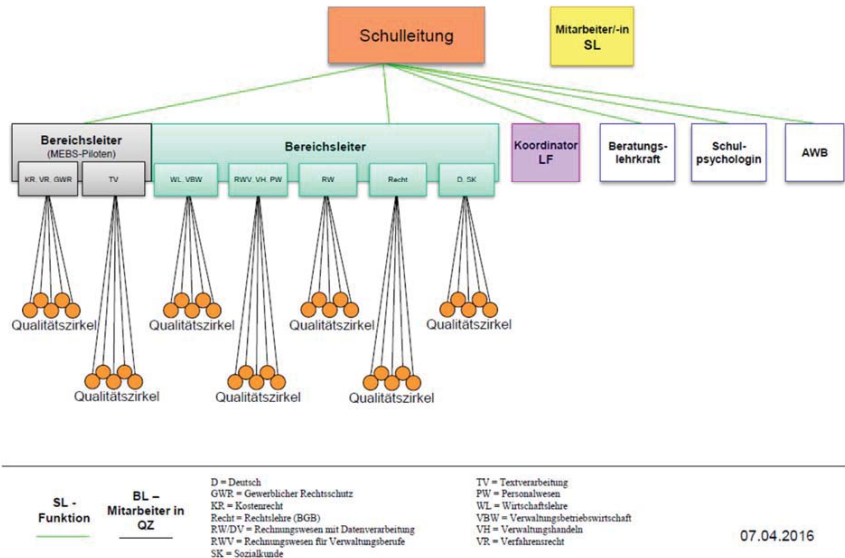 Schulleitung
Mitarbeiter/-in
SL
Bereichsleiter
(MEBS-Piloten)
Bereichsleiter
Koordinator
LF
Beratungs-
lehrkraft
Schul-
psychologin
AWB
KR, VR, GWR
TV
WL, VBW
RWV, VH, PW
RW
Recht
D, SK
Qualitätszirkel
Qualitätszirkel
Qualitätszirkel
Qualitätszirkel
Qualitätszirkel
Qualitätszirkel
Qualitätszirkel
SL -
Funktion
BL –
Mitarbeiter in
QZ
D = Deutsch
GWR = Gewerblicher Rechtsschutz
KR = Kostenrecht
Recht = Rechtslehre (BGB)
RW/DV = Rechnungswesen mit Datenverarbeitung
RWV = Rechnungswesen für Verwaltungsberufe
SK = Sozialkunde
TV = Textverarbeitung
PW = Personalwesen
WL = Wirtschaftslehre
VBW = Verwaltungsbetriebswirtschaft
VH = Verwaltungshandeln
VR = Verfahrensrecht
07.04.2016